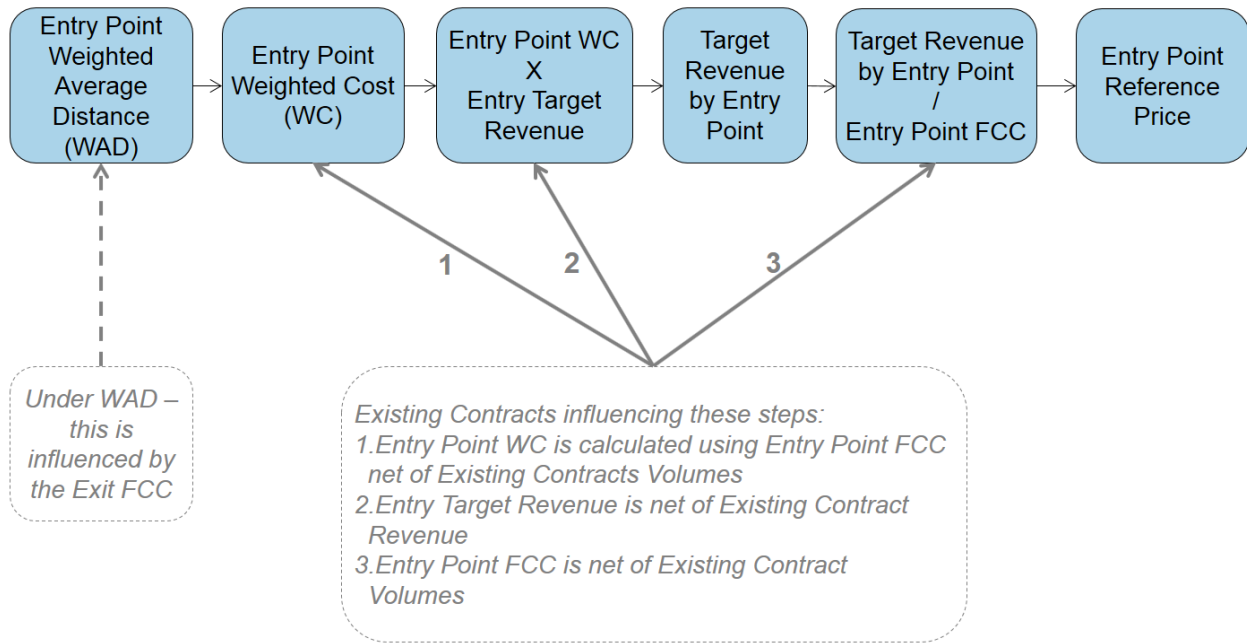 Entry Point
Weighted
Average
Distance
(WAD)
Entry Point
Weighted Cost
(WC)
Entry Point WC
X
Entry Target
Revenue
Target
Revenue
by Entry
Point
Target Revenue
by Entry Point
/
Entry Point FCC
Entry Point
Reference
Price
1
2
3
Under WAD –
this is
influenced by
the Exit FCC
Existing Contracts influencing these steps:
1.Entry Point WC is calculated using Entry Point FCC
net of Existing Contracts Volumes
2.Entry Target Revenue is net of Existing Contract
Revenue
3.Entry Point FCC is net of Existing Contract
Volumes